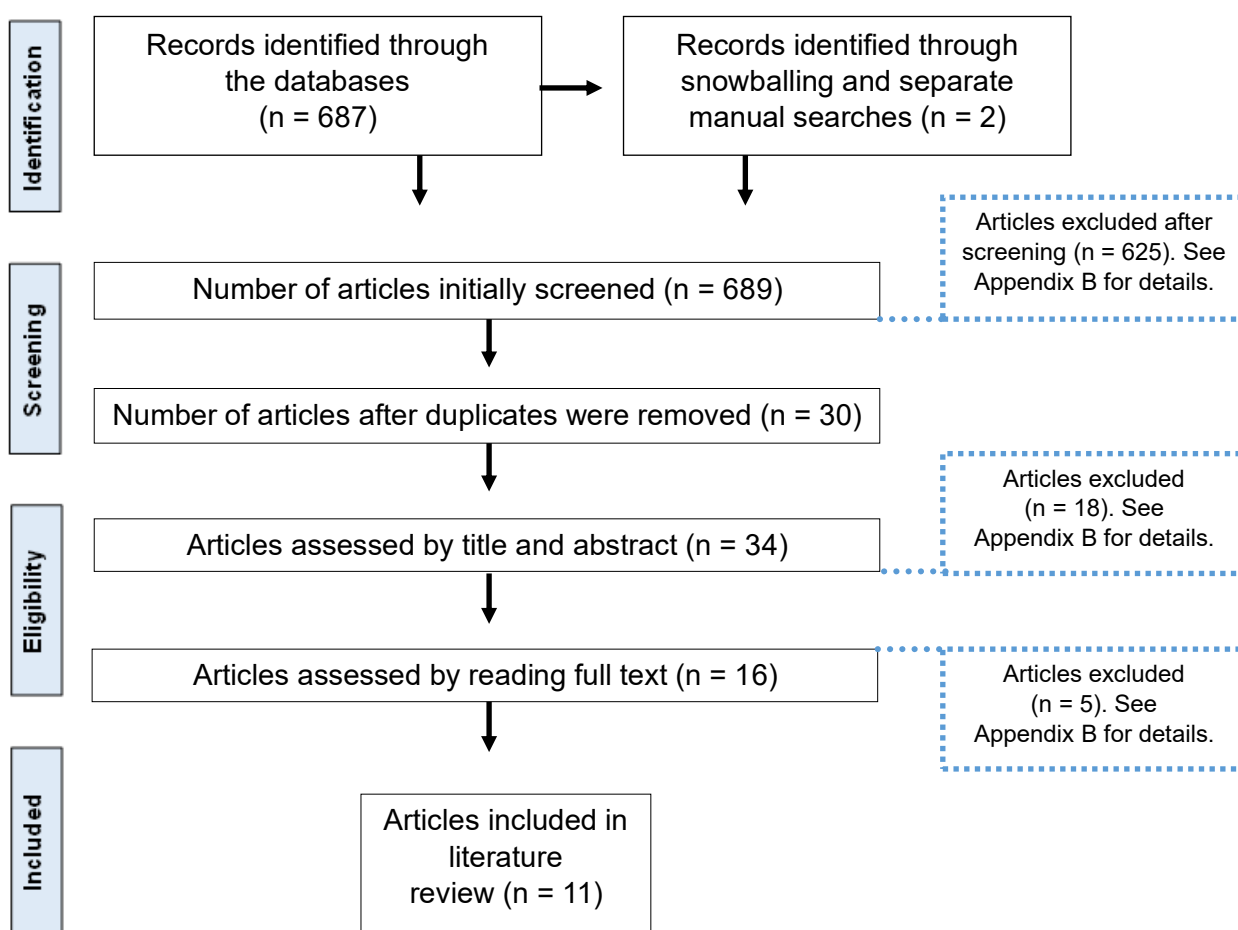 Identification
Records identified through
the databases
(n = 687)
Records identified through
snowballing and separate
manual searches (n = 2)
Articles excluded after
screening (n = 625). See
Appendix B for details.
Screening
Number of articles initially screened (n = 689)
Number of articles after duplicates were removed (n = 30)
Articles excluded
(n = 18). See
Appendix B for details.
Eligibility
Articles assessed by title and abstract (n = 34)
Articles assessed by reading full text (n = 16)
Articles excluded
(n = 5). See
Appendix B for details.
Included
Articles included in
literature
review (n = 11)